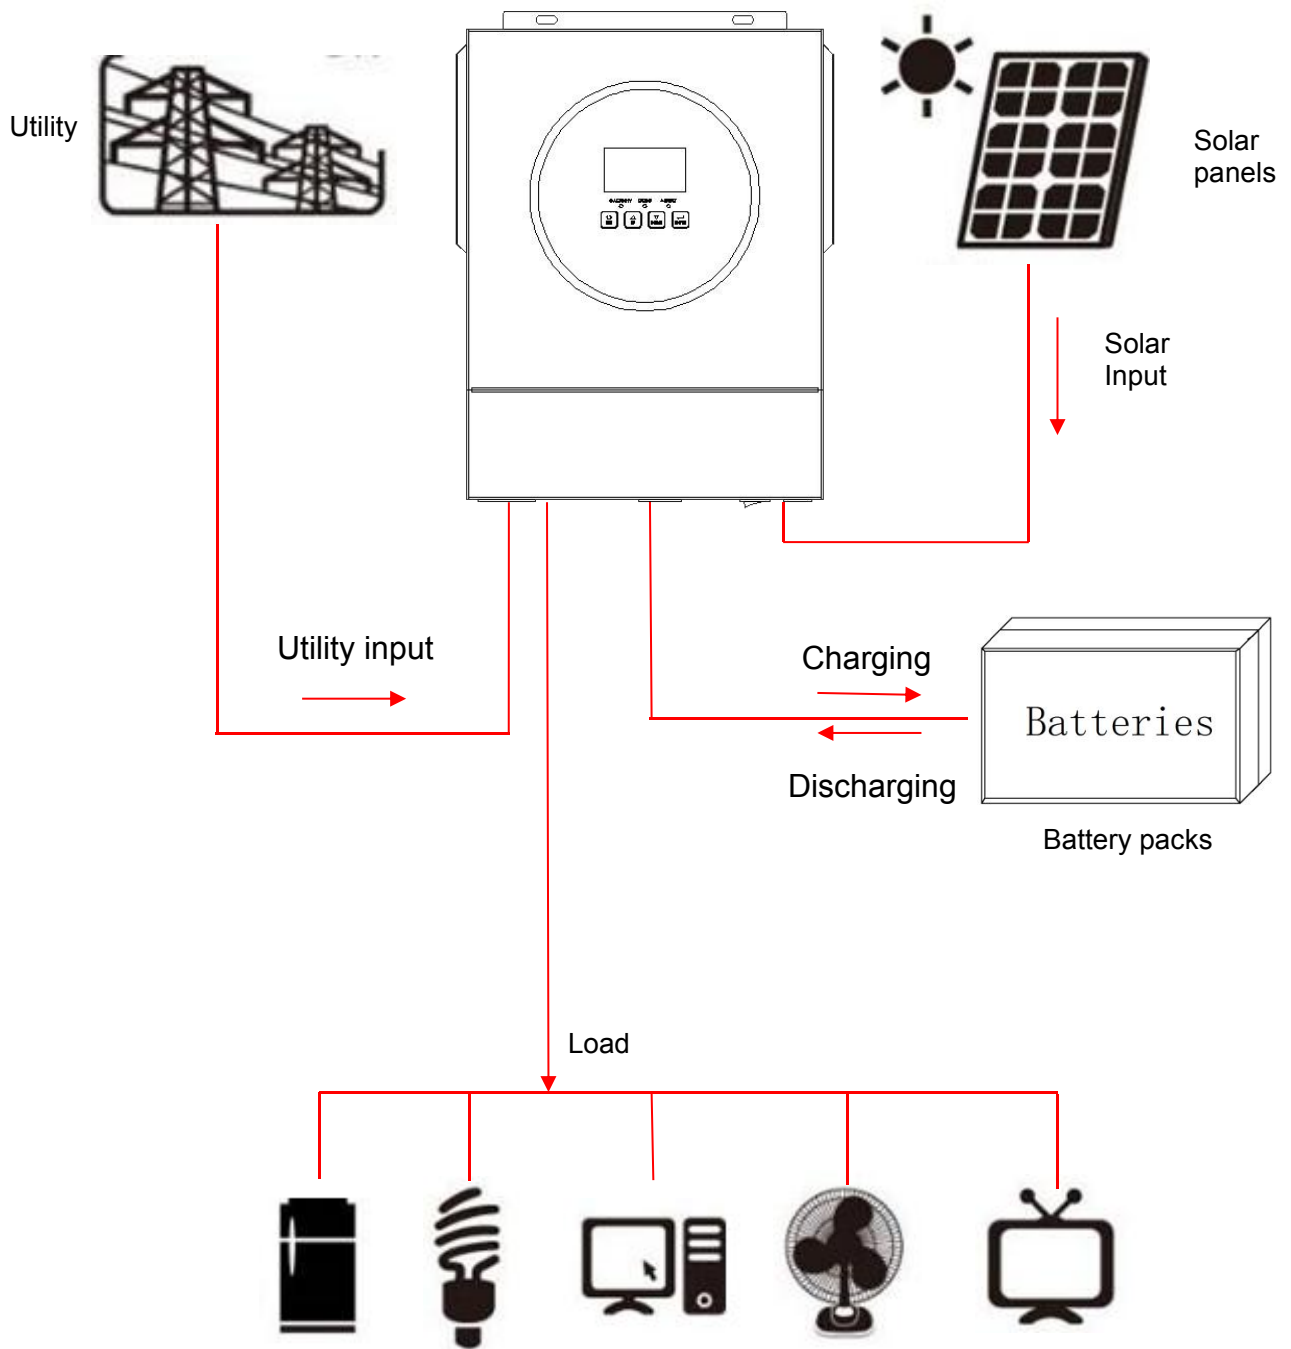 Utility
Solar
panels
Solar
Input
Utility input
Charging
Batteries
Discharging
Battery packs
Load